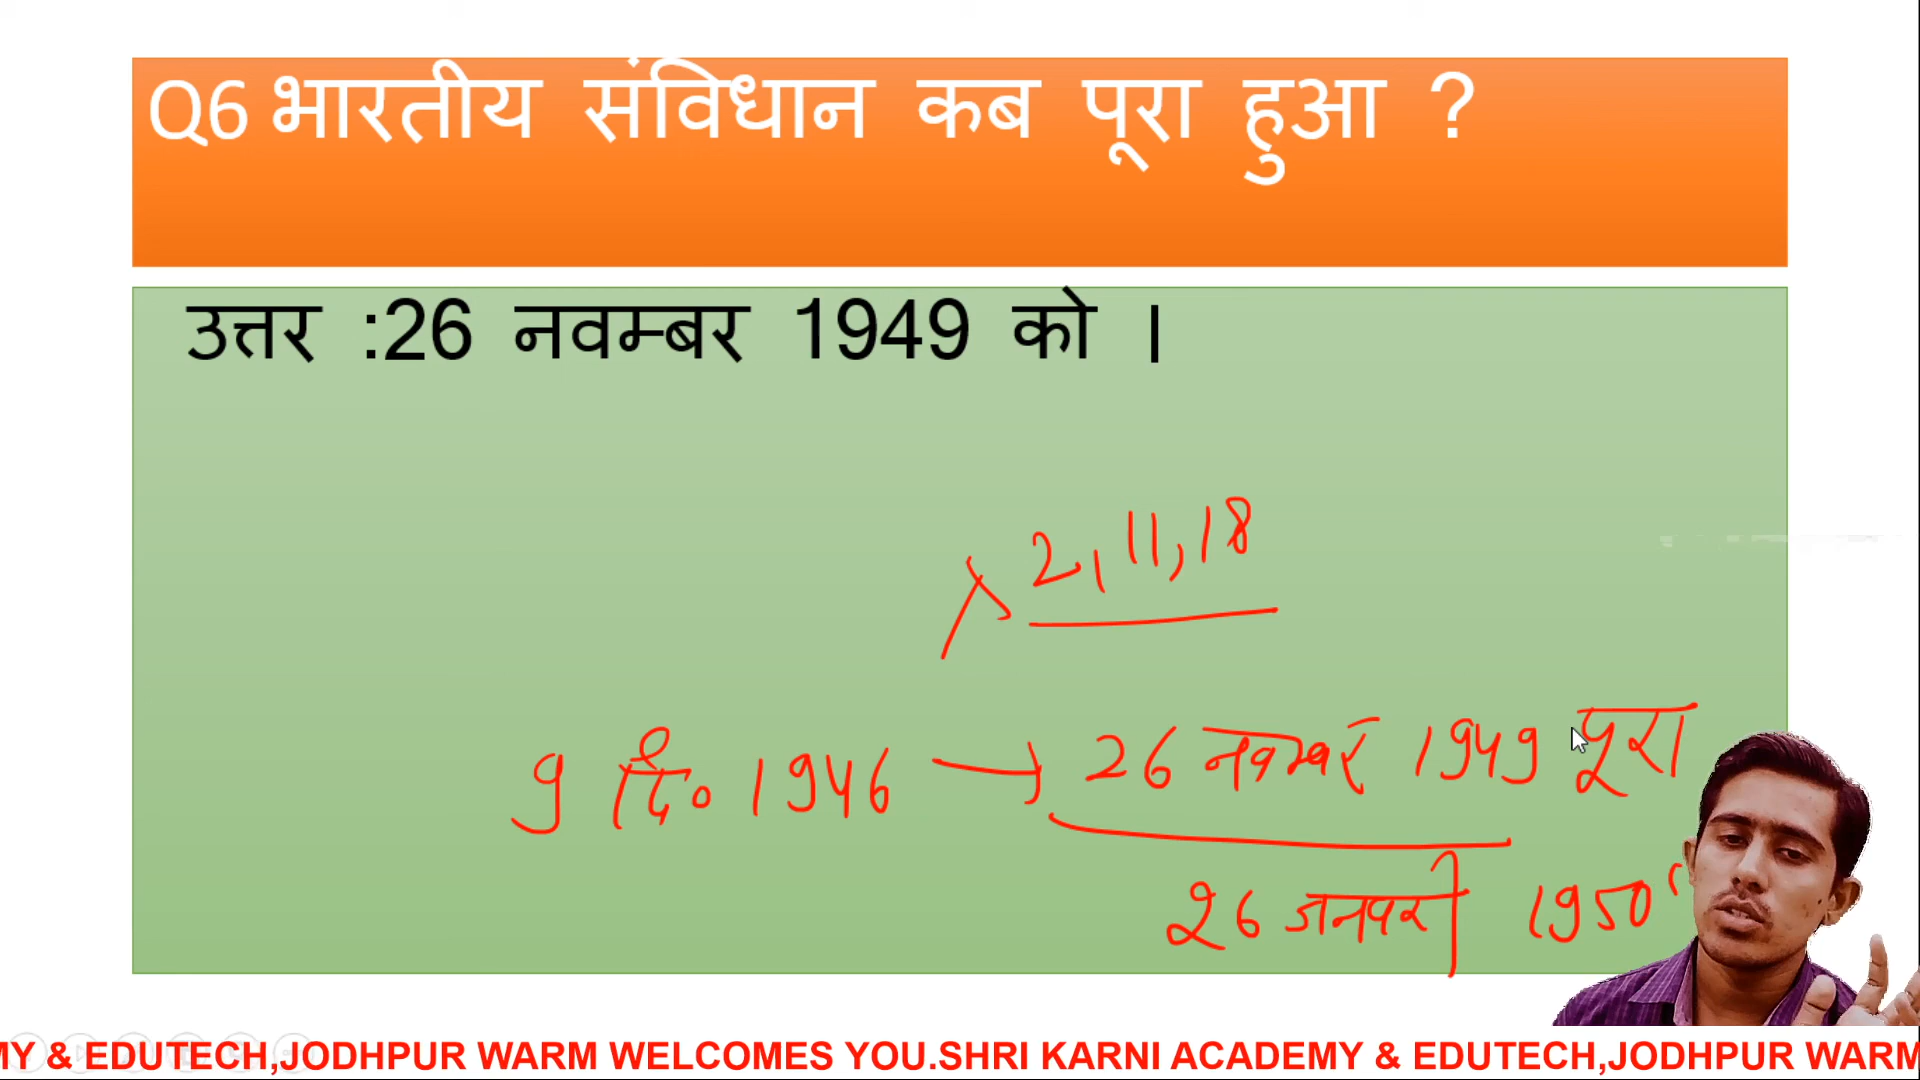 Q6 भारतीय संविधान कब पूरा हुआ ?
उत्तर :26 नवम्बर 1949 को ।
2, 11, 18
9 दि० 1946 → 26 नवम्बर 1949 पूरा
26 जनवरी 1950
MY & EDUTECH,JODHPUR WARM WELCOMES YOU.SHRI KARNI ACADEMY & EDUTECH,JODHPUR WARM